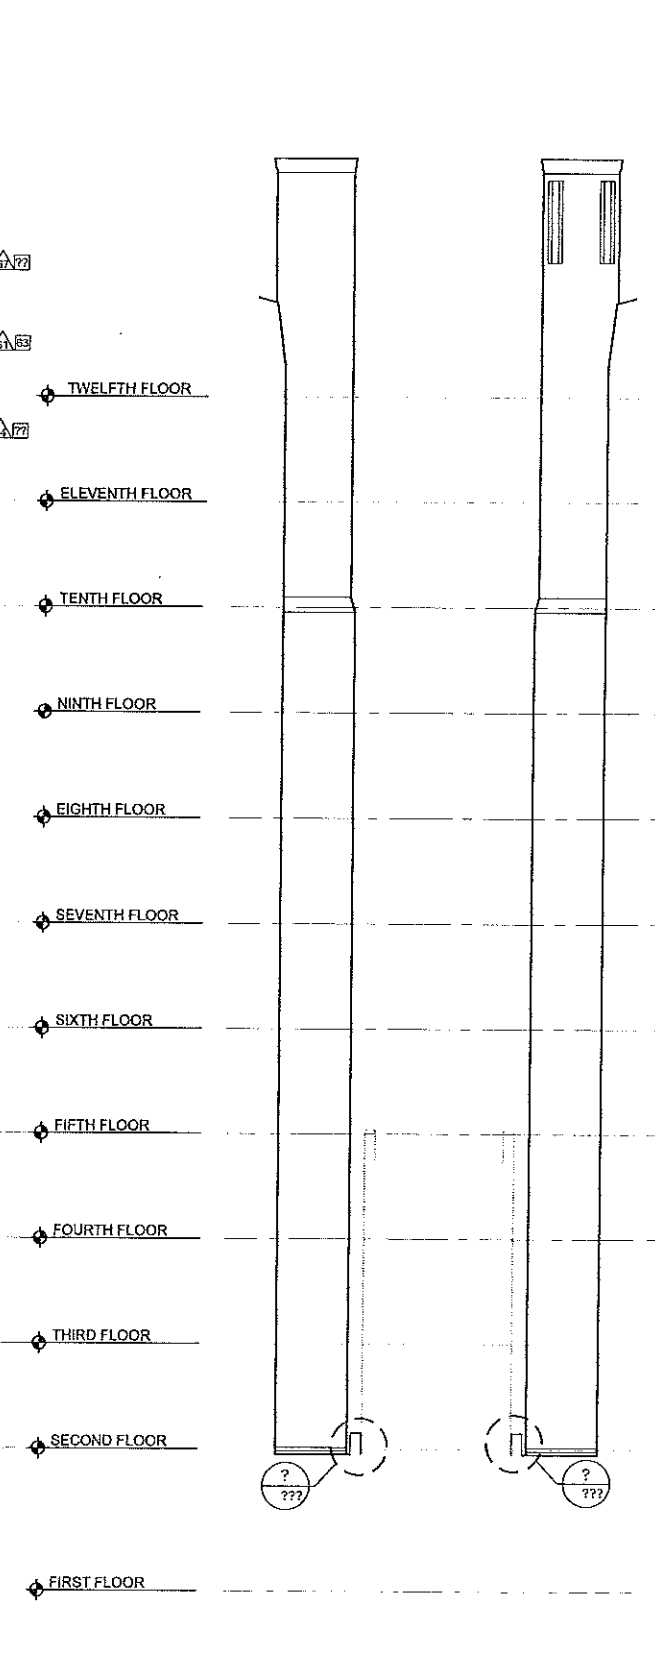 ??
63
TWELFTH FLOOR
??
ELEVENTH FLOOR
TENTH FLOOR
NINTH FLOOR
EIGHTH FLOOR
SEVENTH FLOOR
SIXTH FLOOR
FIFTH FLOOR
FOURTH FLOOR
THIRD FLOOR
SECOND FLOOR
? ?
??? ???
FIRST FLOOR